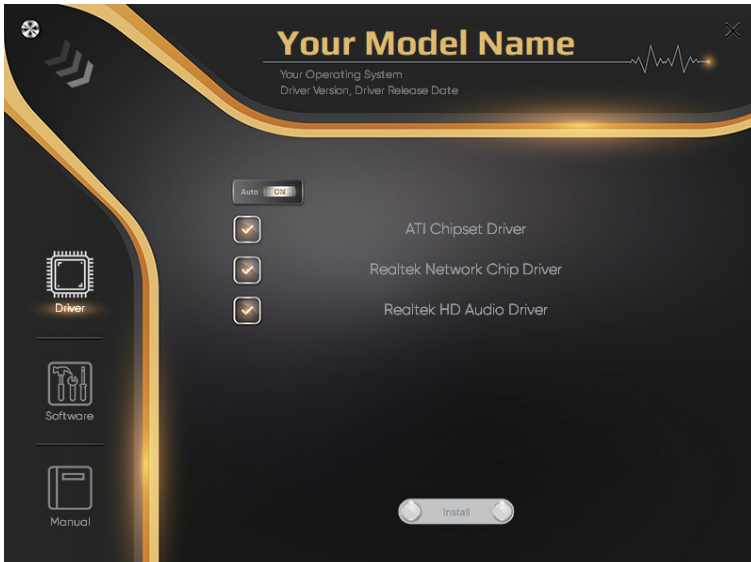 Your Model Name
Your Operating System
Driver Version, Driver Release Date
Auto ON
ATI Chipset Driver
Realtek Network Chip Driver
Realtek HD Audio Driver
Driver
Software
Manual
Install